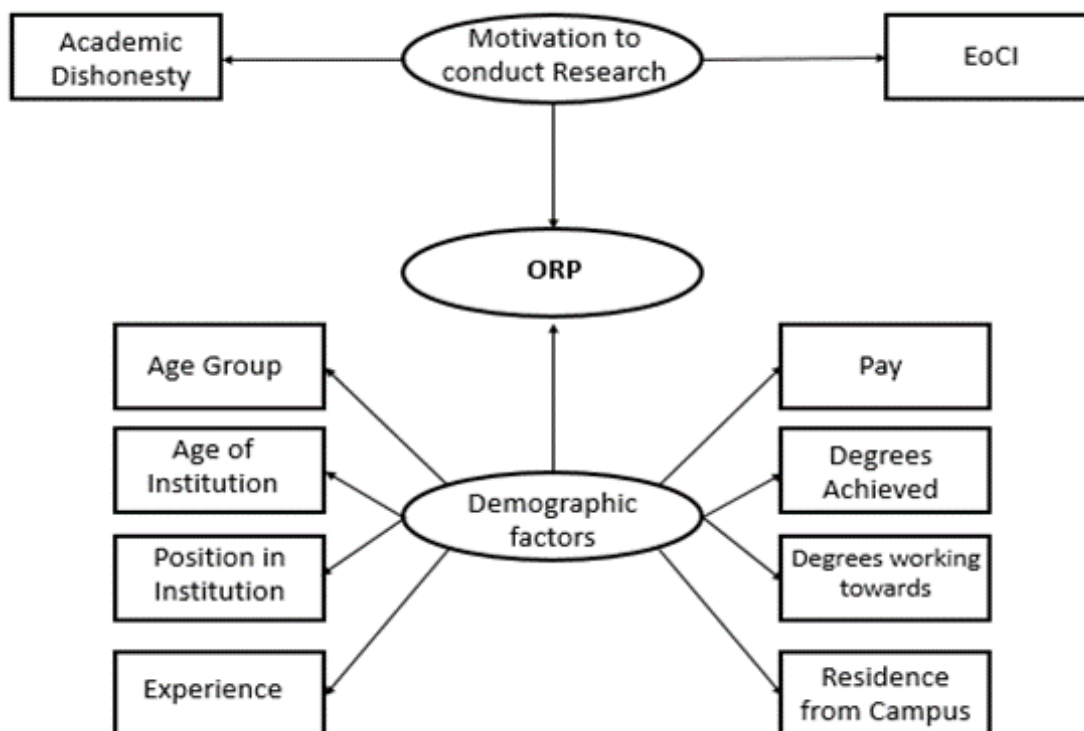 Academic
Dishonesty
Motivation to
conduct Research
EoCI
ORP
Age Group
Pay
Age of
Institution
Degrees
Achieved
Demographic
factors
Position in
Institution
Degrees working
towards
Experience
Residence
from Campus